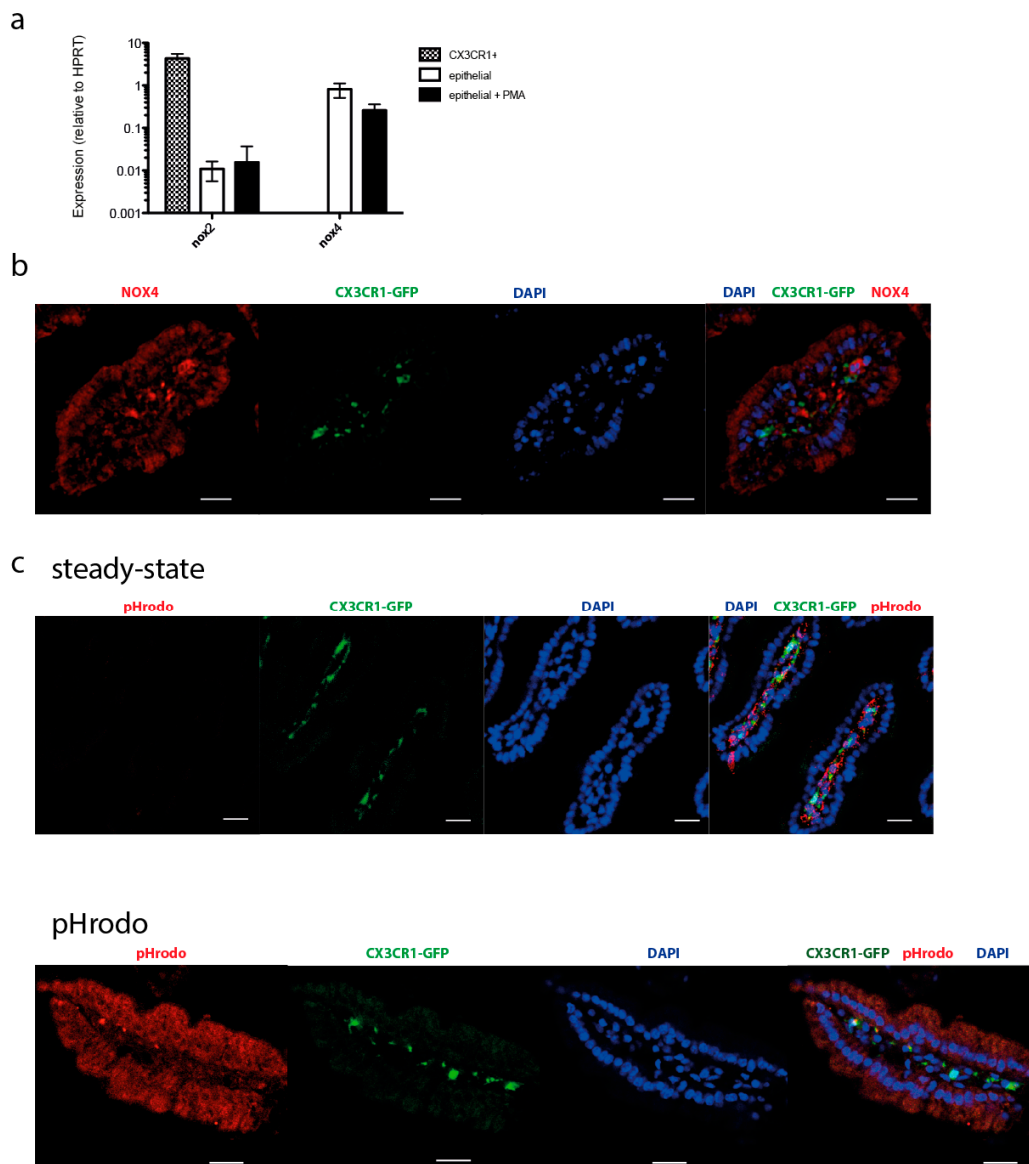 a
Expression (relative to HPRT)
10
1
0.1
0.01
0.001
nox2
nox4
CX3CR1+
epithelial
epithelial + PMA
b
NOX4
CX3CR1-GFP
DAPI
DAPI CX3CR1-GFP NOX4
c
steady-state
pHrodo
CX3CR1-GFP
DAPI
DAPI CX3CR1-GFP pHrodo
pHrodo
pHrodo
CX3CR1-GFP
DAPI
CX3CR1-GFP pHrodo DAPI